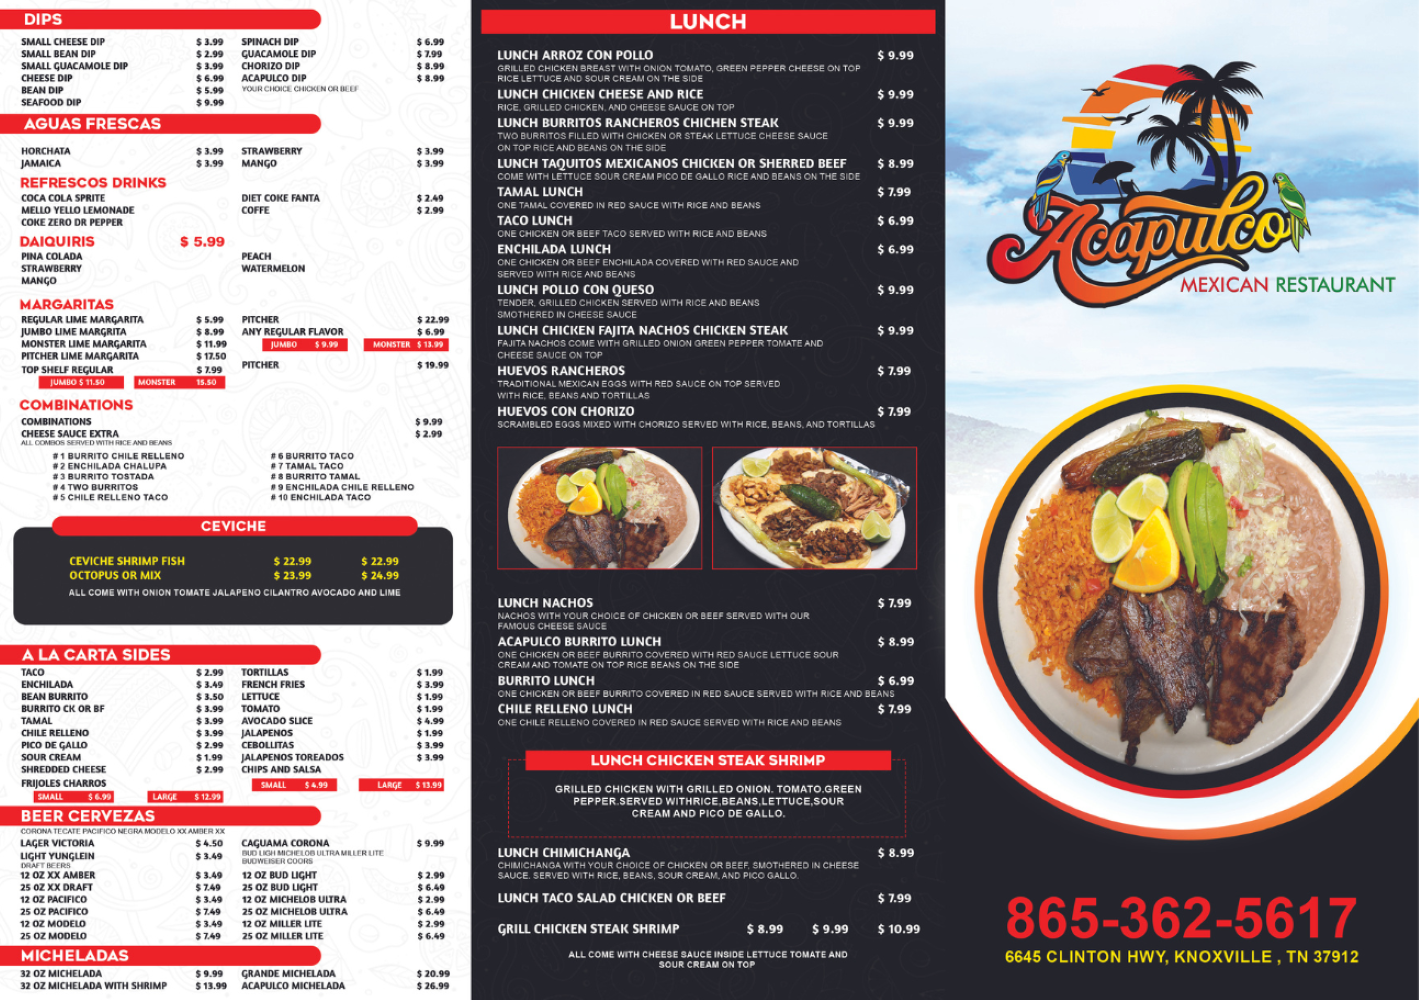 DIPS
SMALL CHEESE DIP $ 3.99 SPINACH DIP $ 6.99
SMALL BEAN DIP $ 2.99 GUACAMOLE DIP $ 7.99
SMALL GUACAMOLE DIP $ 3.99 CHORIZO DIP $ 8.99
CHEESE DIP $ 6.99 ACAPULCO DIP $ 8.99
BEAN DIP $ 5.99 YOUR CHOICE CHICKEN OR BEEF
SEAFOOD DIP $ 9.99
AGUAS FRESCAS
HORCHATA $ 3.99 STRAWBERRY $ 3.99
JAMAICA $ 3.99 MANGO $ 3.99
REFRESCOS DRINKS
COCA COLA SPRITE DIET COKE FANTA $ 2.49
MELLO YELLO LEMONADE COFFE $ 2.99
COKE ZERO DR PEPPER
DAIQUIRIS $ 5.99
PINA COLADA PEACH
STRAWBERRY WATERMELON
MANGO
MARGARITAS
REGULAR LIME MARGARITA $ 5.99 PITCHER $ 22.99
JUMBO LIME MARGRITA $ 8.99 ANY REGULAR FLAVOR $ 6.99
MONSTER LIME MARGARITA $ 11.99 JUMBO $ 9.99 MONSTER $ 13.99
PITCHER LIME MARGARITA $ 17.50
TOP SHELF REGULAR $ 7.99 PITCHER $ 19.99
JUMBO $ 11.50 MONSTER 15.50
COMBINATIONS
COMBINATIONS $ 9.99
CHEESE SAUCE EXTRA $ 2.99
ALL COMBOS SERVED WITH RICE AND BEANS
# 1 BURRITO CHILE RELLENO # 6 BURRITO TACO
# 2 ENCHILADA CHALUPA # 7 TAMAL TACO
# 3 BURRITO TOSTADA # 8 BURRITO TAMAL
# 4 TWO BURRITOS # 9 ENCHILADA CHILE RELLENO
# 5 CHILE RELLENO TACO # 10 ENCHILADA TACO
CEVICHE
CEVICHE SHRIMP FISH $ 22.99 $ 22.99
OCTOPUS OR MIX $ 23.99 $ 24.99
ALL COME WITH ONION TOMATE JALAPENO CILANTRO AVOCADO AND LIME
A LA CARTA SIDES
TACO $ 2.99 TORTILLAS $ 1.99
ENCHILADA $ 3.49 FRENCH FRIES $ 3.99
BEAN BURRITO $ 3.50 LETTUCE $ 1.99
BURRITO CK OR BF $ 3.99 TOMATO $ 1.99
TAMAL $ 3.99 AVOCADO SLICE $ 4.99
CHILE RELLENO $ 3.99 JALAPENOS $ 1.99
PICO DE GALLO $ 2.99 CEBOLLITAS $ 3.99
SOUR CREAM $ 1.99 JALAPENOS TOREADOS $ 3.99
SHREDDED CHEESE $ 2.99 CHIPS AND SALSA
FRIJOLES CHARROS SMALL $ 4.99 LARGE $ 13.99
SMALL $ 6.99 LARGE $ 12.99
BEER CERVEZAS
CORONA TECATE PACIFICO NEGRA MODELO XX AMBER XX
LAGER VICTORIA $ 4.50 CAGUAMA CORONA $ 9.99
LIGHT YUNGLEIN $ 3.49 BUD LIGH MICHELOB ULTRA MILLER LITE
DRAFT BEERS BUDWEISER COORS
12 OZ XX AMBER $ 3.49 12 OZ BUD LIGHT $ 2.99
25 OZ XX DRAFT $ 7.49 25 OZ BUD LIGHT $ 6.49
12 OZ PACIFICO $ 3.49 12 OZ MICHELOB ULTRA $ 2.99
25 OZ PACIFICO $ 7.49 25 OZ MICHELOB ULTRA $ 6.49
12 OZ MODELO $ 3.49 12 OZ MILLER LITE $ 2.99
25 OZ MODELO $ 7.49 25 OZ MILLER LITE $ 6.49
MICHELADAS
32 OZ MICHELADA $ 9.99 GRANDE MICHELADA $ 20.99
32 OZ MICHELADA WITH SHRIMP $ 13.99 ACAPULCO MICHELADA $ 26.99
LUNCH
LUNCH ARROZ CON POLLO $ 9.99
GRILLED CHICKEN BREAST WITH ONION TOMATO, GREEN PEPPER CHEESE ON TOP
RICE LETTUCE AND SOUR CREAM ON THE SIDE
LUNCH CHICKEN CHEESE AND RICE $ 9.99
RICE, GRILLED CHICKEN, AND CHEESE SAUCE ON TOP
LUNCH BURRITOS RANCHEROS CHICHEN STEAK $ 9.99
TWO BURRITOS FILLED WITH CHICKEN OR STEAK LETTUCE CHEESE SAUCE
ON TOP RICE AND BEANS ON THE SIDE
LUNCH TAQUITOS MEXICANOS CHICKEN OR SHERRED BEEF $ 8.99
COME WITH LETTUCE SOUR CREAM PICO DE GALLO RICE AND BEANS ON THE SIDE
TAMAL LUNCH $ 7.99
ONE TAMAL COVERED IN RED SAUCE WITH RICE AND BEANS
TACO LUNCH $ 6.99
ONE CHICKEN OR BEEF TACO SERVED WITH RICE AND BEANS
ENCHILADA LUNCH $ 6.99
ONE CHICKEN OR BEEF ENCHILADA COVERED WITH RED SAUCE AND
SERVED WITH RICE AND BEANS
LUNCH POLLO CON QUESO $ 9.99
TENDER, GRILLED CHICKEN SERVED WITH RICE AND BEANS
SMOTHERED IN CHEESE SAUCE
LUNCH CHICKEN FAJITA NACHOS CHICKEN STEAK $ 9.99
FAJITA NACHOS COME WITH GRILLED ONION GREEN PEPPER TOMATE AND
CHEESE SAUCE ON TOP
HUEVOS RANCHEROS $ 7.99
TRADITIONAL MEXICAN EGGS WITH RED SAUCE ON TOP SERVED
WITH RICE, BEANS AND TORTILLAS
HUEVOS CON CHORIZO $ 7.99
SCRAMBLED EGGS MIXED WITH CHORIZO SERVED WITH RICE, BEANS, AND TORTILLAS
LUNCH NACHOS $ 7.99
NACHOS WITH YOUR CHOICE OF CHICKEN OR BEEF SERVED WITH OUR
FAMOUS CHEESE SAUCE
ACAPULCO BURRITO LUNCH $ 8.99
ONE CHICKEN OR BEEF BURRITO COVERED WITH RED SAUCE LETTUCE SOUR
CREAM AND TOMATE ON TOP RICE BEANS ON THE SIDE
BURRITO LUNCH $ 6.99
ONE CHICKEN OR BEEF BURRITO COVERED IN RED SAUCE SERVED WITH RICE AND BEANS
CHILE RELLENO LUNCH $ 7.99
ONE CHILE RELLENO COVERED IN RED SAUCE SERVED WITH RICE AND BEANS
LUNCH CHICKEN STEAK SHRIMP
GRILLED CHICKEN WITH GRILLED ONION. TOMATO.GREEN
PEPPER.SERVED WITHRICE,BEANS,LETTUCE,SOUR
CREAM AND PICO DE GALLO.
LUNCH CHIMICHANGA $ 8.99
CHIMICHANGA WITH YOUR CHOICE OF CHICKEN OR BEEF, SMOTHERED IN CHEESE
SAUCE. SERVED WITH RICE, BEANS, SOUR CREAM, AND PICO GALLO.
LUNCH TACO SALAD CHICKEN OR BEEF $ 7.99
GRILL CHICKEN STEAK SHRIMP $ 8.99 $ 9.99 $ 10.99
ALL COME WITH CHEESE SAUCE INSIDE LETTUCE TOMATE AND
SOUR CREAM ON TOP
Acapulco
MEXICAN RESTAURANT
865-362-5617
6645 CLINTON HWY, KNOXVILLE , TN 37912